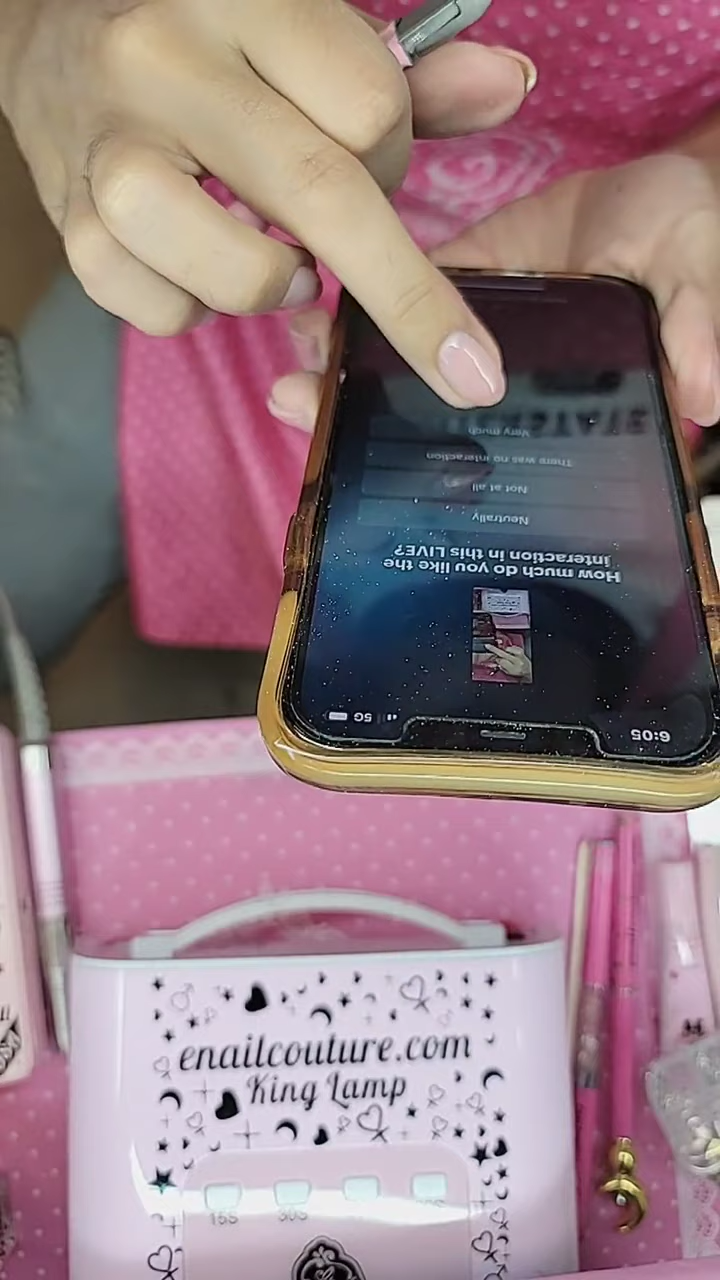 6:05
5G
How much do you like the
interaction in this LIVE?
Neutrally
Not at all
There was no interaction
Very much
enailcouture.com
King Lamp
15S
30S